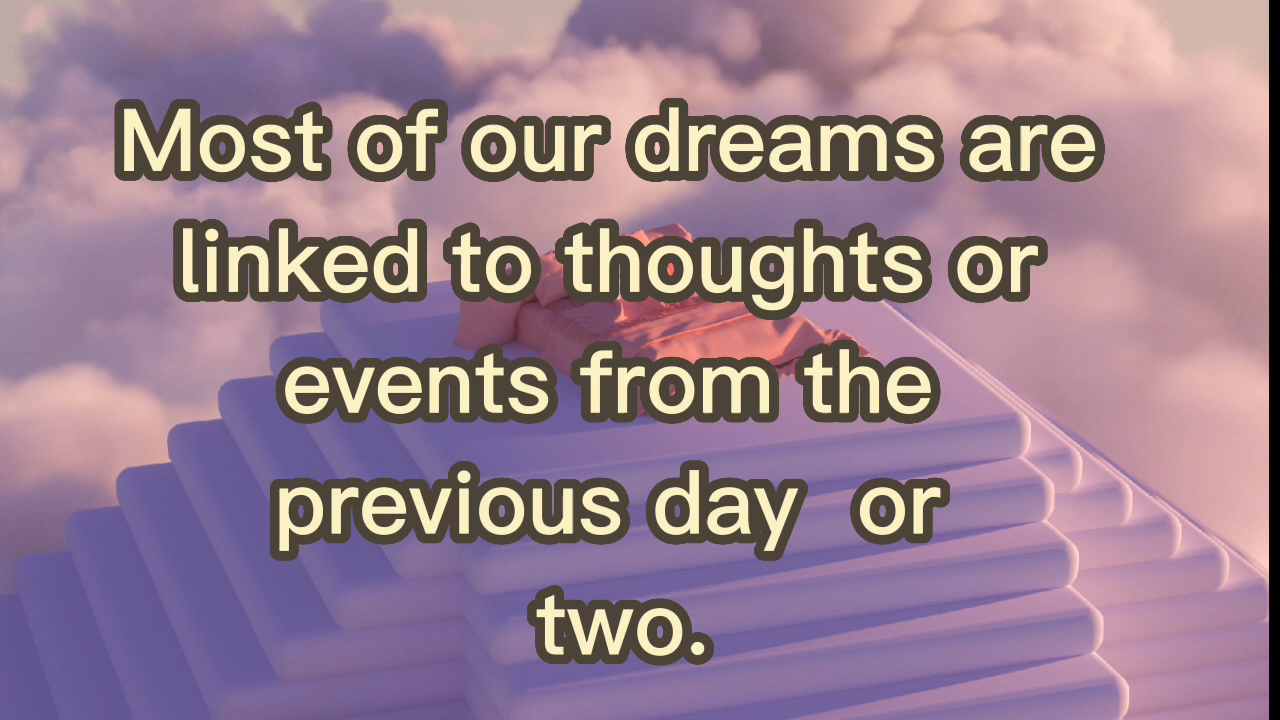 Most of our dreams are
linked to thoughts or
events from the
previous day  or
two.